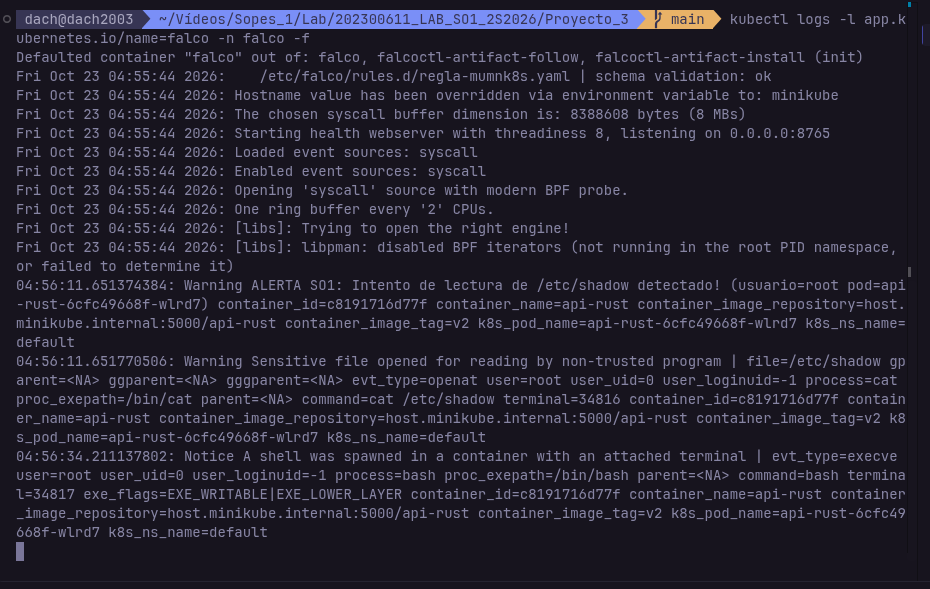 dach@dach2003 ~/Videos/Sopes_1/Lab/202300611_LAB_SO1_2S2026/Proyecto_3 main kubectl logs -l app.k
ubernetes.io/name=falco -n falco -f
Defaulted container "falco" out of: falco, falcoctl-artifact-follow, falcoctl-artifact-install (init)
Fri Oct 23 04:55:44 2026:    /etc/falco/rules.d/regla-mumnk8s.yaml | schema validation: ok
Fri Oct 23 04:55:44 2026: Hostname value has been overridden via environment variable to: minikube
Fri Oct 23 04:55:44 2026: The chosen syscall buffer dimension is: 8388608 bytes (8 MBs)
Fri Oct 23 04:55:44 2026: Starting health webserver with threadiness 8, listening on 0.0.0.0:8765
Fri Oct 23 04:55:44 2026: Loaded event sources: syscall
Fri Oct 23 04:55:44 2026: Enabled event sources: syscall
Fri Oct 23 04:55:44 2026: Opening 'syscall' source with modern BPF probe.
Fri Oct 23 04:55:44 2026: One ring buffer every '2' CPUs.
Fri Oct 23 04:55:44 2026: [libs]: Trying to open the right engine!
Fri Oct 23 04:55:44 2026: [libs]: libpman: disabled BPF iterators (not running in the root PID namespace,
or failed to determine it)
04:56:11.651374384: Warning ALERTA SO1: Intento de lectura de /etc/shadow detectado! (usuario=root pod=api
-rust-6cfc49668f-wlrd7) container_id=c8191716d77f container_name=api-rust container_image_repository=host.
minikube.internal:5000/api-rust container_image_tag=v2 k8s_pod_name=api-rust-6cfc49668f-wlrd7 k8s_ns_name=
default
04:56:11.651770506: Warning Sensitive file opened for reading by non-trusted program | file=/etc/shadow gp
arent=<NA> ggparent=<NA> gggparent=<NA> evt_type=openat user=root user_uid=0 user_loginuid=-1 process=cat
proc_exepath=/bin/cat parent=<NA> command=cat /etc/shadow terminal=34816 container_id=c8191716d77f contain
er_name=api-rust container_image_repository=host.minikube.internal:5000/api-rust container_image_tag=v2 k8
s_pod_name=api-rust-6cfc49668f-wlrd7 k8s_ns_name=default
04:56:34.211137802: Notice A shell was spawned in a container with an attached terminal | evt_type=execve
user=root user_uid=0 user_loginuid=-1 process=bash proc_exepath=/bin/bash parent=<NA> command=bash termina
l=34817 exe_flags=EXE_WRITABLE|EXE_LOWER_LAYER container_id=c8191716d77f container_name=api-rust container
_image_repository=host.minikube.internal:5000/api-rust container_image_tag=v2 k8s_pod_name=api-rust-6cfc49
668f-wlrd7 k8s_ns_name=default